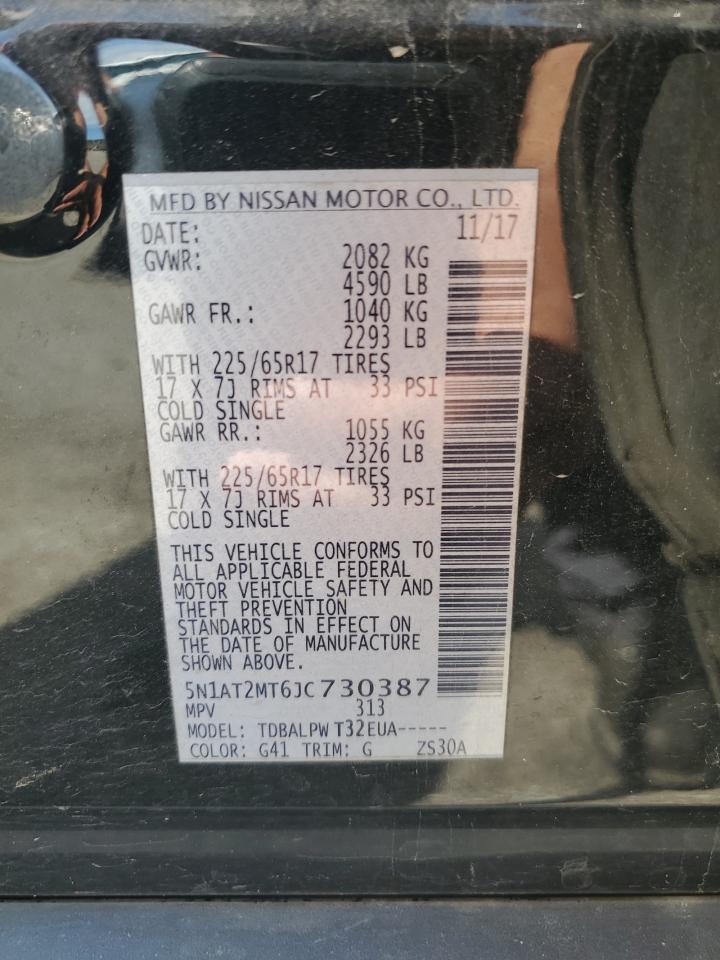 MFD BY NISSAN MOTOR CO., LTD.
DATE: 11/17
GVWR: 2082 KG
4590 LB
GAWR FR.: 1040 KG
2293 LB
WITH 225/65R17 TIRES
17 X 7J RIMS AT 33 PSI
COLD SINGLE
GAWR RR.: 1055 KG
2326 LB
WITH 225/65R17 TIRES
17 X 7J RIMS AT 33 PSI
COLD SINGLE
THIS VEHICLE CONFORMS TO
ALL APPLICABLE FEDERAL
MOTOR VEHICLE SAFETY AND
THEFT PREVENTION
STANDARDS IN EFFECT ON
THE DATE OF MANUFACTURE
SHOWN ABOVE.
5N1AT2MT6JC730387
MPV 313
MODEL: TDBALPW T32EUA-----
COLOR: G41 TRIM: G ZS30A